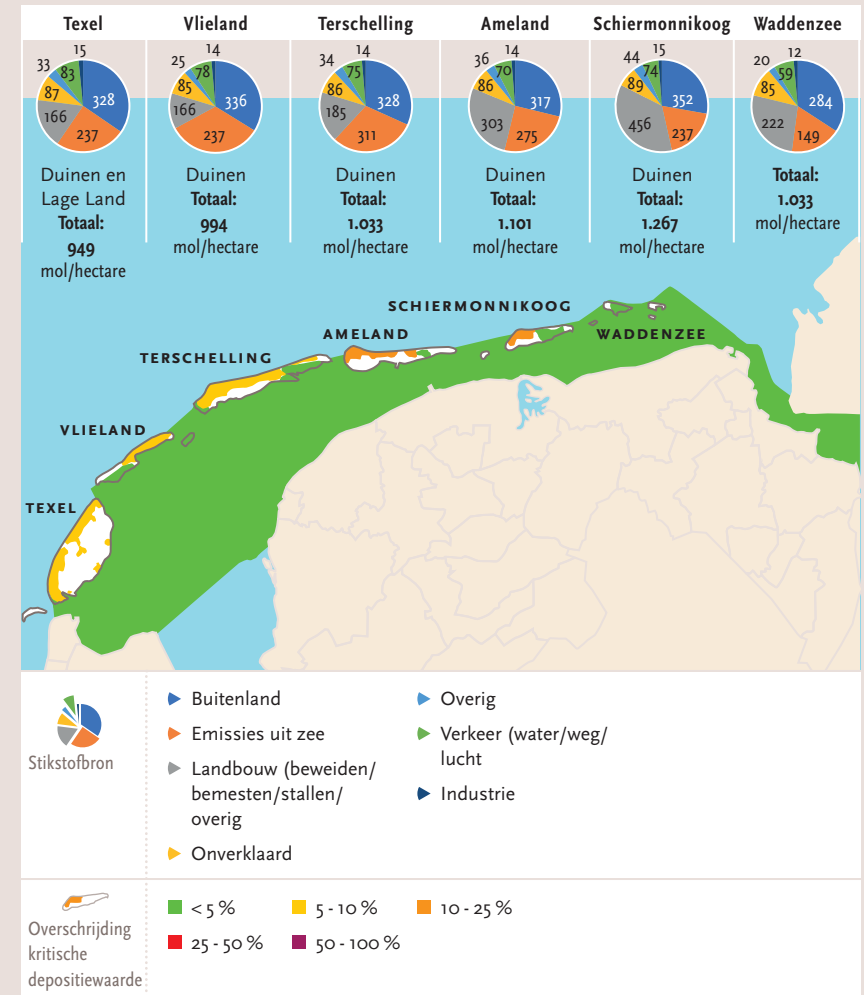 Texel
15
33
83
87
328
166
237
Duinen en
Lage Land
Totaal:
949
mol/hectare
Vlieland
14
25
78
85
336
166
237
Duinen
Totaal:
994
mol/hectare
Terschelling
14
34
75
86
328
185
311
Duinen
Totaal:
1.033
mol/hectare
Ameland
14
36
70
86
317
303
275
Duinen
Totaal:
1.101
mol/hectare
Schiermonnikoog
15
44
74
89
352
456
237
Duinen
Totaal:
1.267
mol/hectare
Waddenzee
12
20
59
85
284
222
149
Totaal:
1.033
mol/hectare
SCHIERMONNIKOOG
AMELAND
WADDENZEE
TERSCHELLING
VLIELAND
TEXEL
Stikstofbron
Buitenland
Emissies uit zee
Landbouw (beweiden/
bemesten/stallen/
overig
Onverklaard
Overig
Verkeer (water/weg/
lucht
Industrie
Overschrijding
kritische
depositiewaarde
< 5 %
5 - 10 %
10 - 25 %
25 - 50 %
50 - 100 %